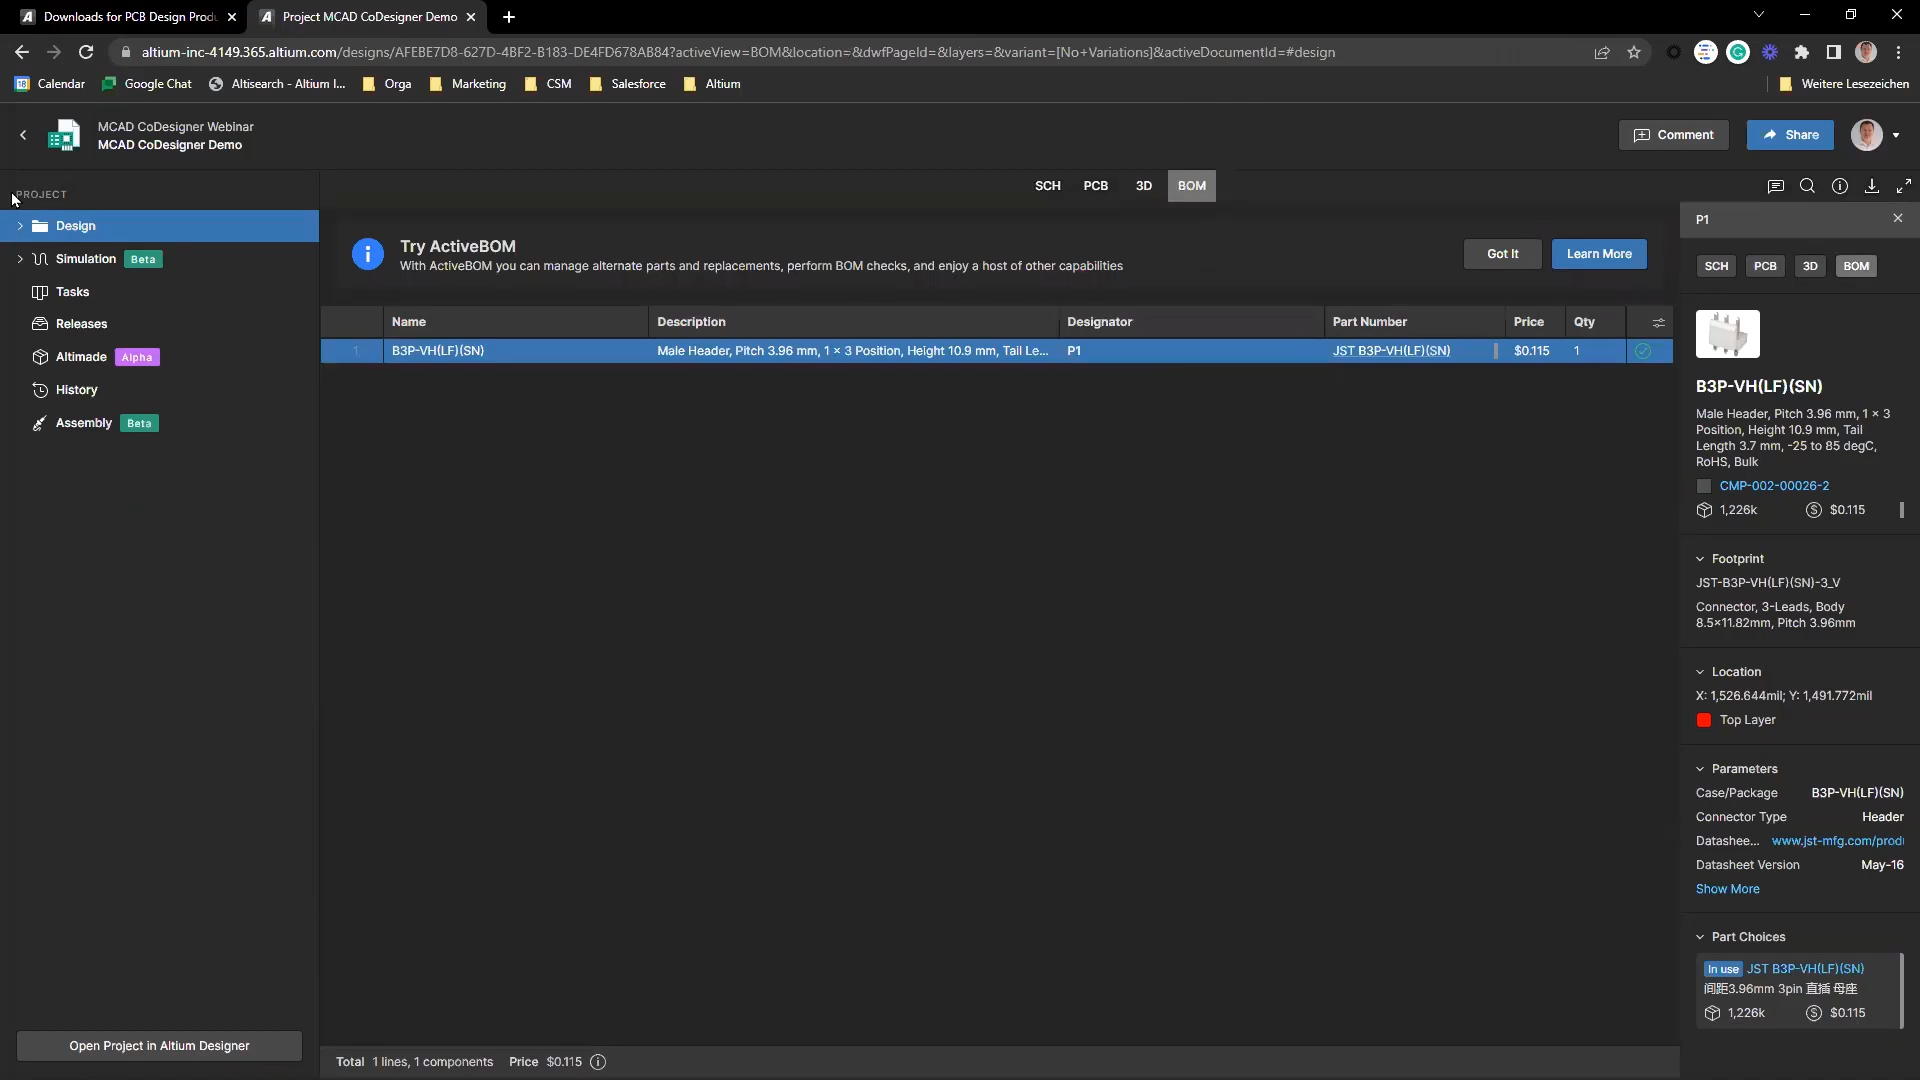 Downloads for PCB Design Produ
Project MCAD CoDesigner Demo
altium-inc-4149.365.altium.com/designs/AFEBE7D8-627D-4BF2-B183-DE4FD678AB84?activeView=BOM&location=&dwfPageId=&layers=&variant=[No+Variations]&activeDocumentId=#design
Calendar
Google Chat
Altisearch - Altium I...
Orga
Marketing
CSM
Salesforce
Altium
Weitere Lesezeichen
MCAD CoDesigner Webinar
MCAD CoDesigner Demo
Comment
Share
PROJECT
Design
Simulation Beta
Tasks
Releases
Altimade Alpha
History
Assembly Beta
Open Project in Altium Designer
SCH PCB 3D BOM
Try ActiveBOM
With ActiveBOM you can manage alternate parts and replacements, perform BOM checks, and enjoy a host of other capabilities
Got It
Learn More
Name Description Designator Part Number Price Qty
1 B3P-VH(LF)(SN) Male Header, Pitch 3.96 mm, 1 × 3 Position, Height 10.9 mm, Tail Le... P1 JST B3P-VH(LF)(SN) $0.115 1
Total 1 lines, 1 components Price $0.115
P1
SCH PCB 3D BOM
B3P-VH(LF)(SN)
Male Header, Pitch 3.96 mm, 1 × 3
Position, Height 10.9 mm, Tail
Length 3.7 mm, -25 to 85 degC,
RoHS, Bulk
CMP-002-00026-2
1,226k $0.115
Footprint
JST-B3P-VH(LF)(SN)-3_V
Connector, 3-Leads, Body
8.5×11.82mm, Pitch 3.96mm
Location
X: 1,526.644mil; Y: 1,491.772mil
Top Layer
Parameters
Case/Package B3P-VH(LF)(SN)
Connector Type Header
Datashee... www.jst-mfg.com/prod
Datasheet Version May-16
Show More
Part Choices
In use JST B3P-VH(LF)(SN)
间距3.96mm 3pin 直插 母座
1,226k $0.115